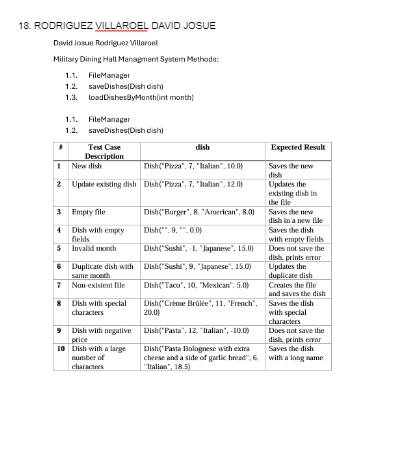 18. RODRIGUEZ VILLAROEL DAVID JOSUE
David Josue Rodriguez Villaroel
Military Dining Hall Managment System Methods:
1.1. FileManager
1.2. saveDishes(Dish dish)
1.3. loadDishesByMonth(int month)
1.1. FileManager
1.2. saveDishes(Dish dish)
# Test Case Description dish Expected Result
1 New dish Dish("Pizza", 7, "Italian", 10.0) Saves the new dish
2 Update existing dish Dish("Pizza", 7, "Italian", 12.0) Updates the existing dish in the file
3 Empty file Dish("Burger", 8, "American", 8.0) Saves the new dish in a new file
4 Dish with empty fields Dish("", 9, "", 0.0) Saves the dish with empty fields
5 Invalid month Dish("Sushi", -1, "Japanese", 15.0) Does not save the dish, prints error
6 Duplicate dish with same month Dish("Sushi", 9, "Japanese", 15.0) Updates the duplicate dish
7 Non-existent file Dish("Taco", 10, "Mexican", 5.0) Creates the file and saves the dish
8 Dish with special characters Dish("Crème Brûlée", 11, "French", 20.0) Saves the dish with special characters
9 Dish with negative price Dish("Pasta", 12, "Italian", -10.0) Does not save the dish, prints error
10 Dish with a large number of characters Dish("Pasta Bolognese with extra cheese and a side of garlic bread", 6, "Italian", 18.5) Saves the dish with a long name